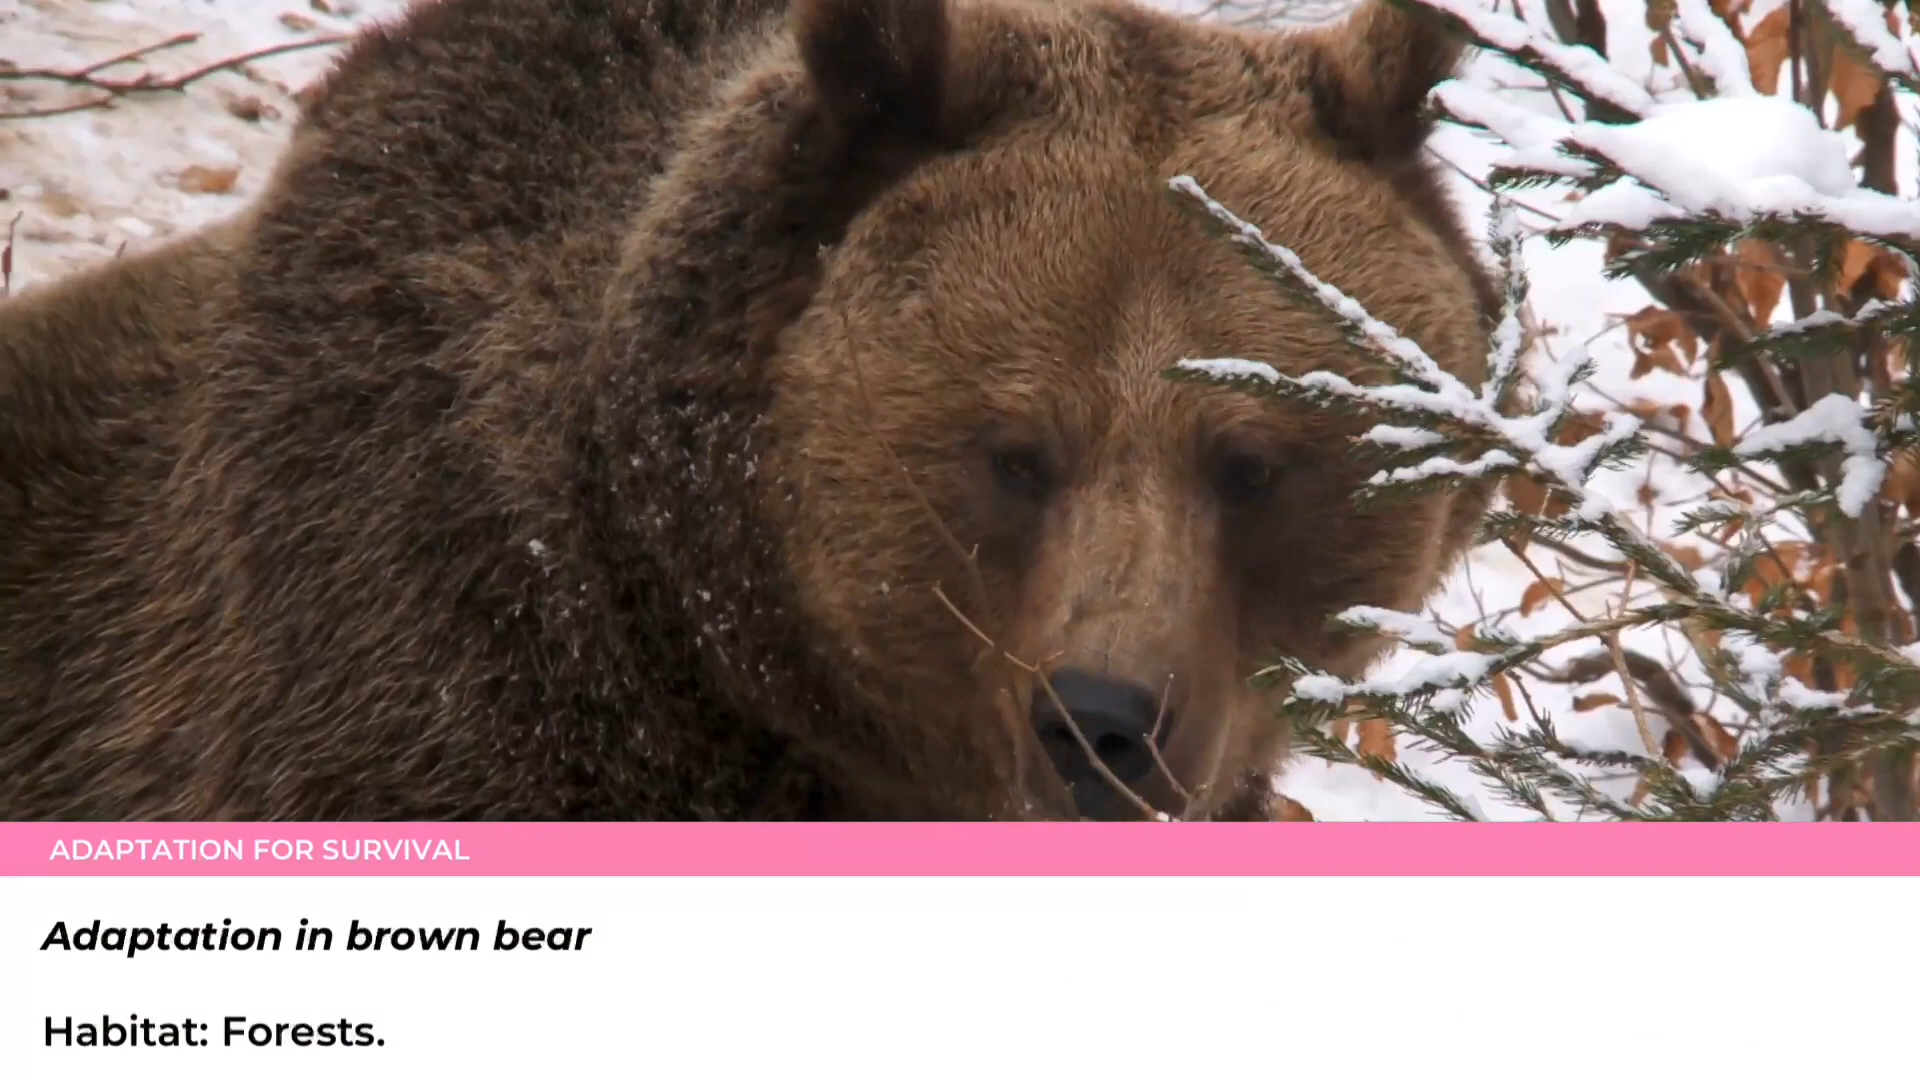 ADAPTATION FOR SURVIVAL
Adaptation in brown bear
Habitat: Forests.